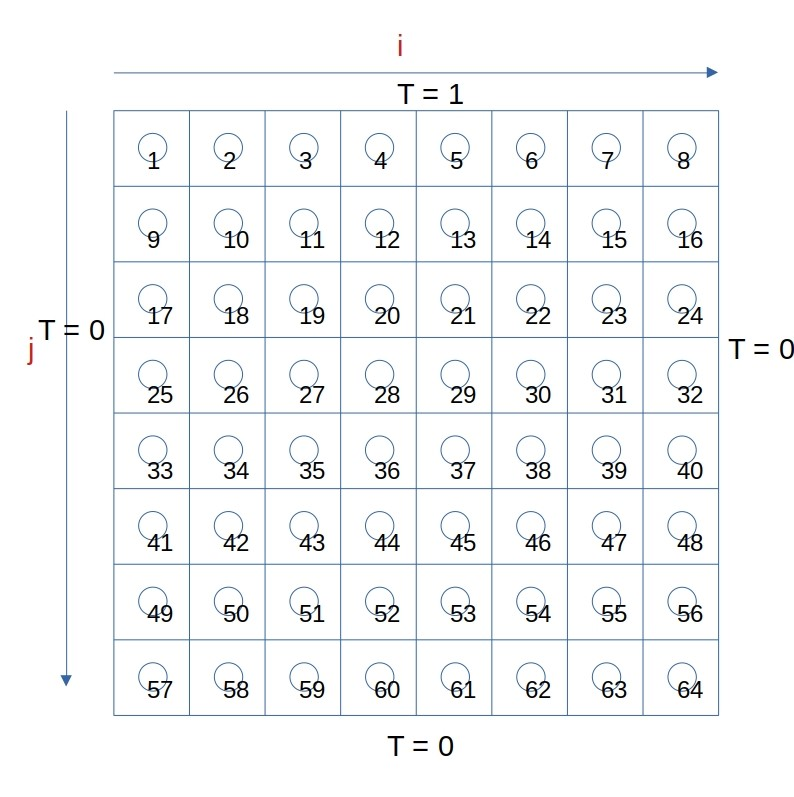 i
T = 1
1 2 3 4 5 6 7 8
9 10 11 12 13 14 15 16
17 18 19 20 21 22 23 24
T = 0
j
T = 0
25 26 27 28 29 30 31 32
33 34 35 36 37 38 39 40
41 42 43 44 45 46 47 48
49 50 51 52 53 54 55 56
57 58 59 60 61 62 63 64
T = 0